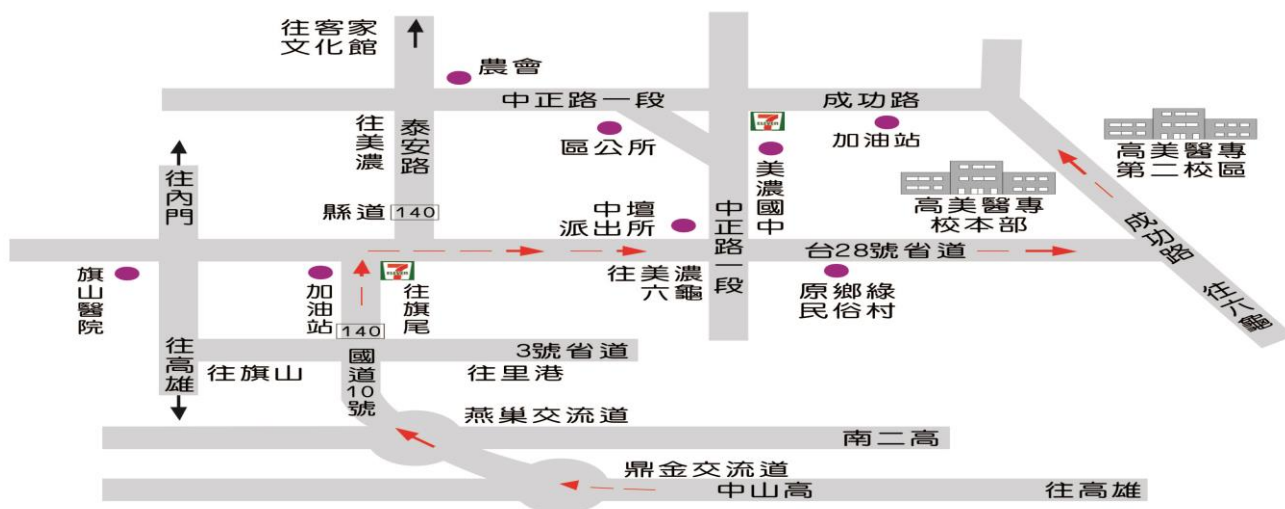 往客家
文化館
農會
中正路一段
成功路
加油站
區公所
7
ELEVEN
高美醫專
第二校區
往美濃
泰安路
美濃國中
高美醫專
校本部
往內門
縣道 140
中壇
派出所
中正路一段
成功路
台28號省道
旗山醫院
加油站
7
ELEVEN
往旗尾
往美濃
六龜
原鄉綠
民俗村
往六龜
140
3號省道
往高雄
往旗山
國道10號
往里港
燕巢交流道
南二高
鼎金交流道
中山高
往高雄